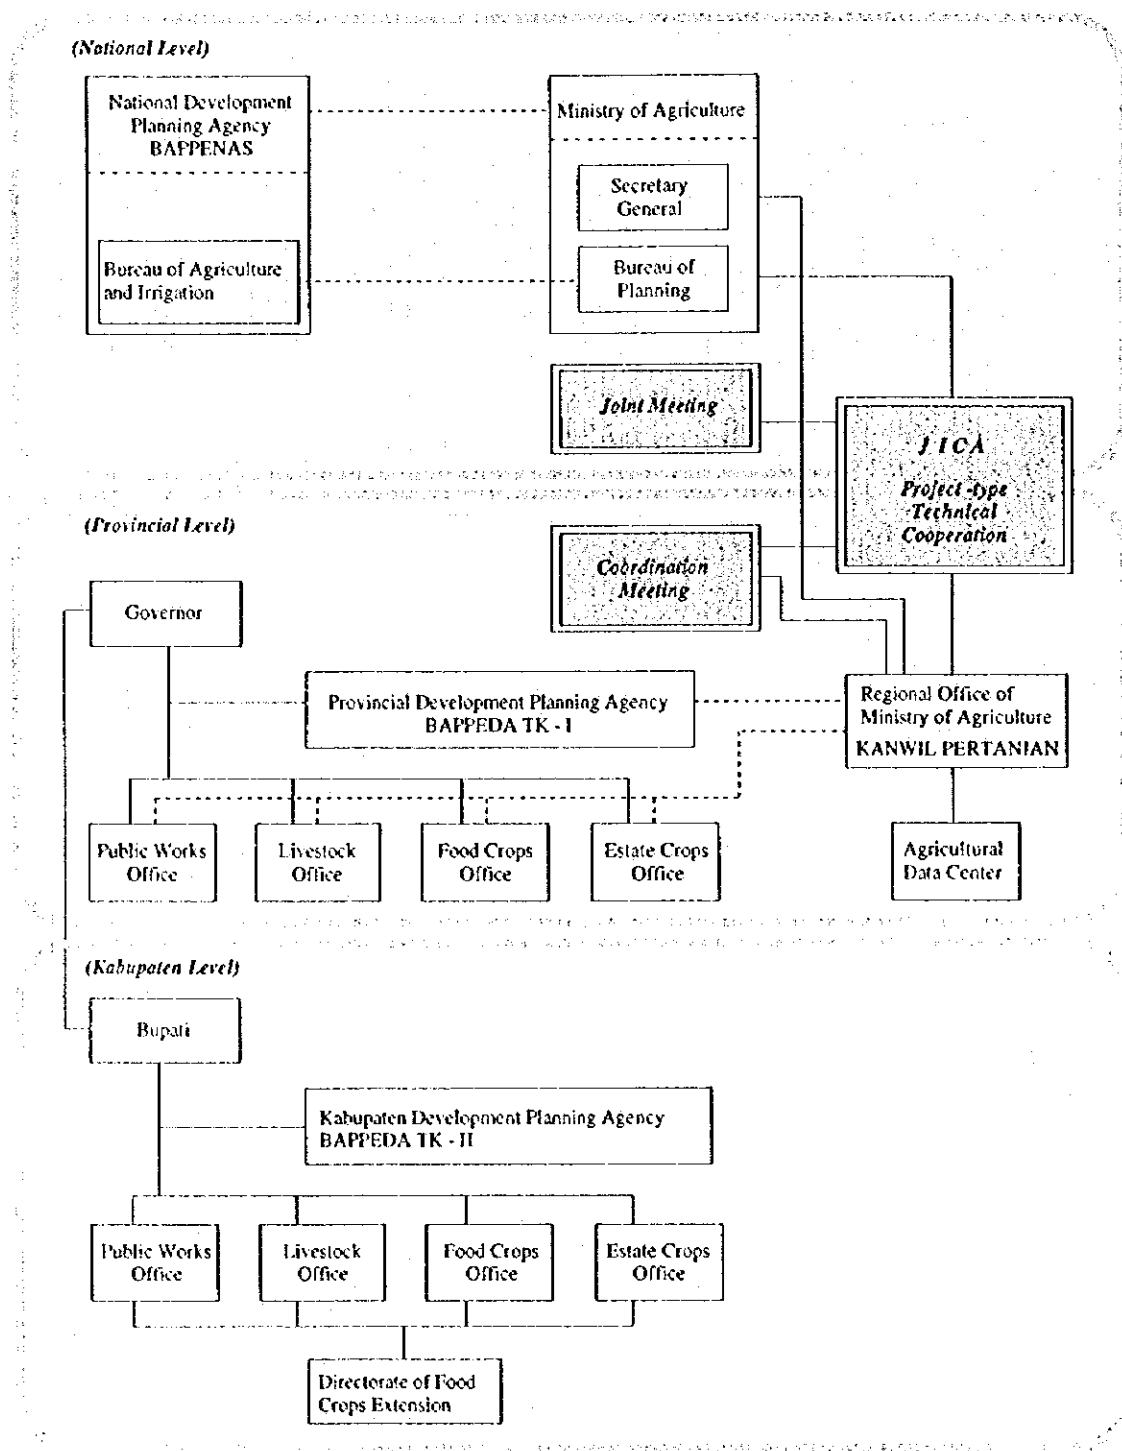 (National Level)
National Development
Planning Agency
BAPPENAS
Ministry of Agriculture
Secretary
General
Bureau of Agriculture
and Irrigation
Bureau of
Planning
Joint Meeting
JICA
Project -type
Technical
Cooperation
(Provincial Level)
Coordination
Meeting
Governor
Provincial Development Planning Agency
BAPPEDA TK - I
Regional Office of
Ministry of Agriculture
KANWIL PERTANIAN
Public Works
Office
Livestock
Office
Food Crops
Office
Estate Crops
Office
Agricultural
Data Center
(Kabupaten Level)
Bupati
Kabupaten Development Planning Agency
BAPPEDA TK - II
Public Works
Office
Livestock
Office
Food Crops
Office
Estate Crops
Office
Directorate of Food
Crops Extension